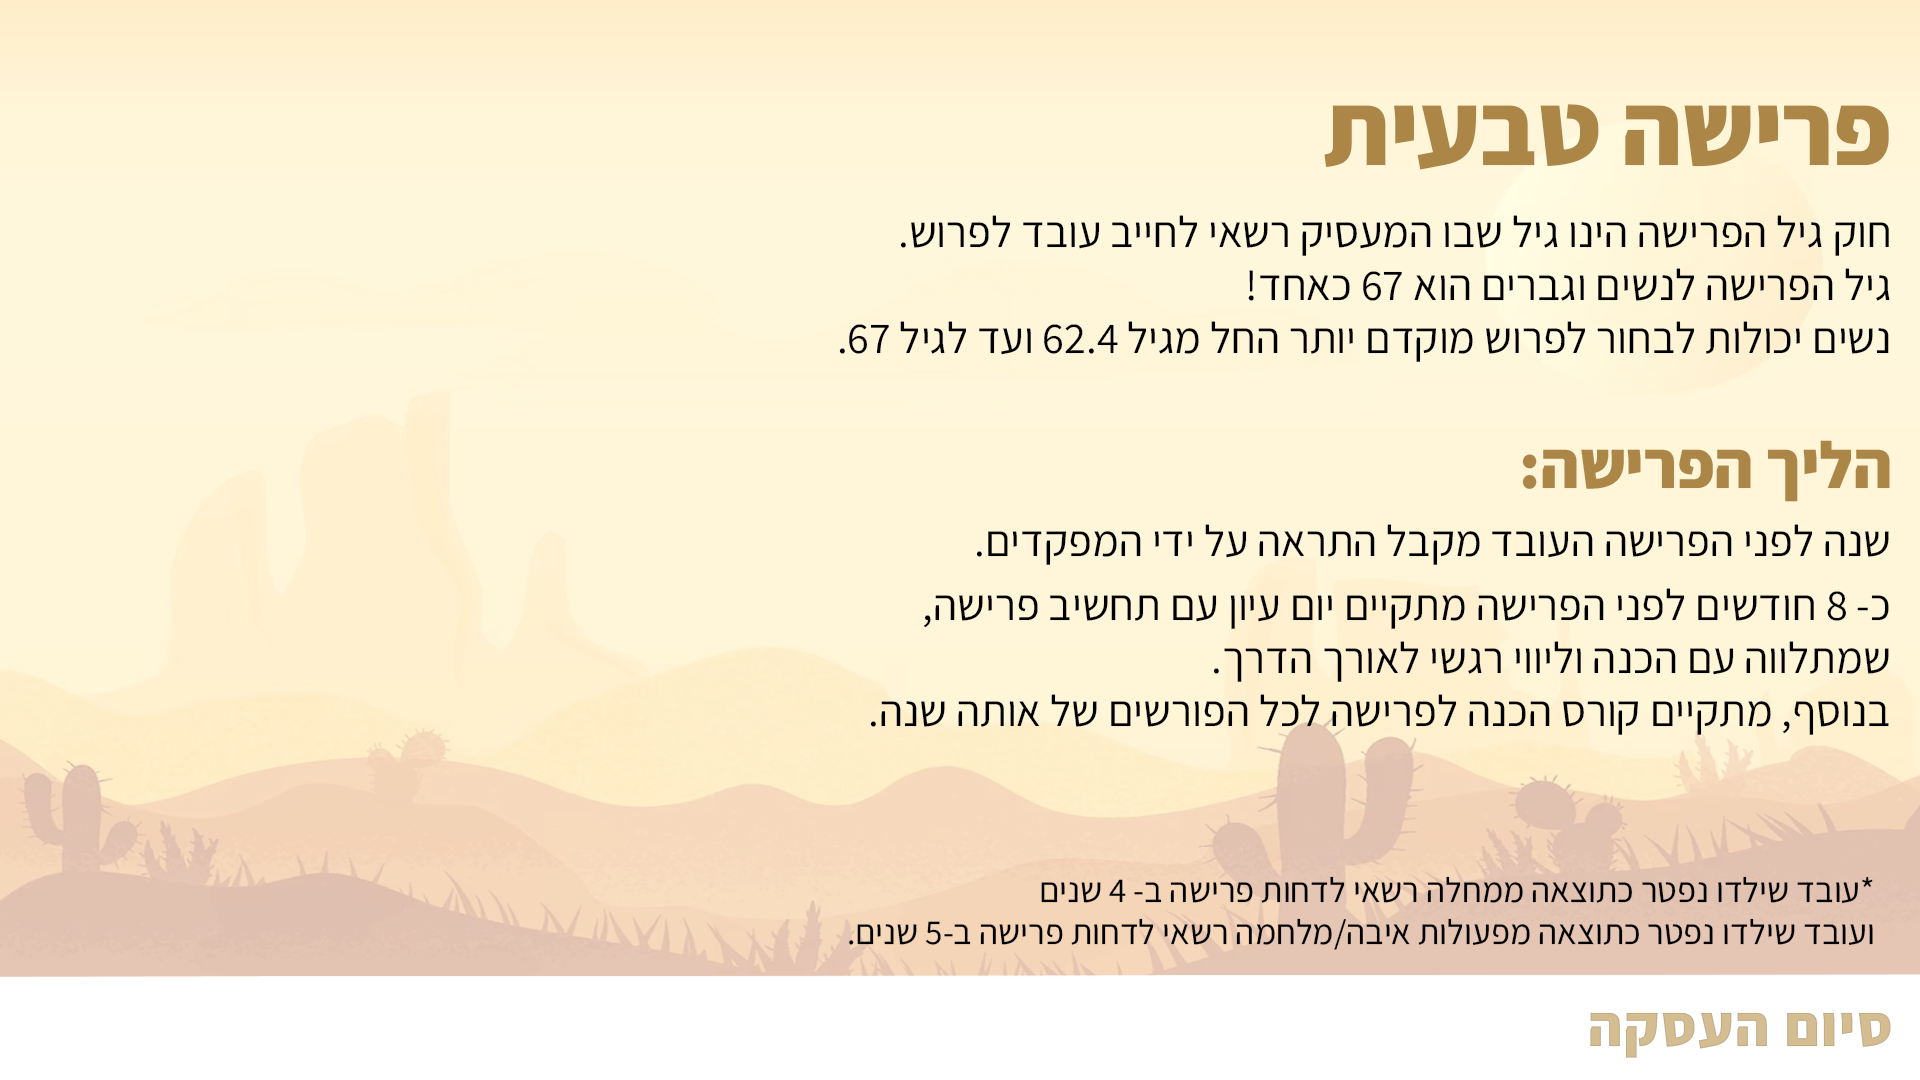 פרישה טבעית
חוק גיל הפרישה הינו גיל שבו המעסיק רשאי לחייב עובד לפרוש.
גיל הפרישה לנשים וגברים הוא 67 כאחד!
נשים יכולות לבחור לפרוש מוקדם יותר החל מגיל 62.4 ועד לגיל 67.
הליך הפרישה:
שנה לפני הפרישה העובד מקבל התראה על ידי המפקדים.
כ- 8 חודשים לפני הפרישה מתקיים יום עיון עם תחשיב פרישה,
שמתלווה עם הכנה וליווי רגשי לאורך הדרך.
בנוסף, מתקיים קורס הכנה לפרישה לכל הפורשים של אותה שנה.
*עובד שילדו נפטר כתוצאה ממחלה רשאי לדחות פרישה ב- 4 שנים
ועובד שילדו נפטר כתוצאה מפעולות איבה/מלחמה רשאי לדחות פרישה ב-5 שנים.
סיום העסקה